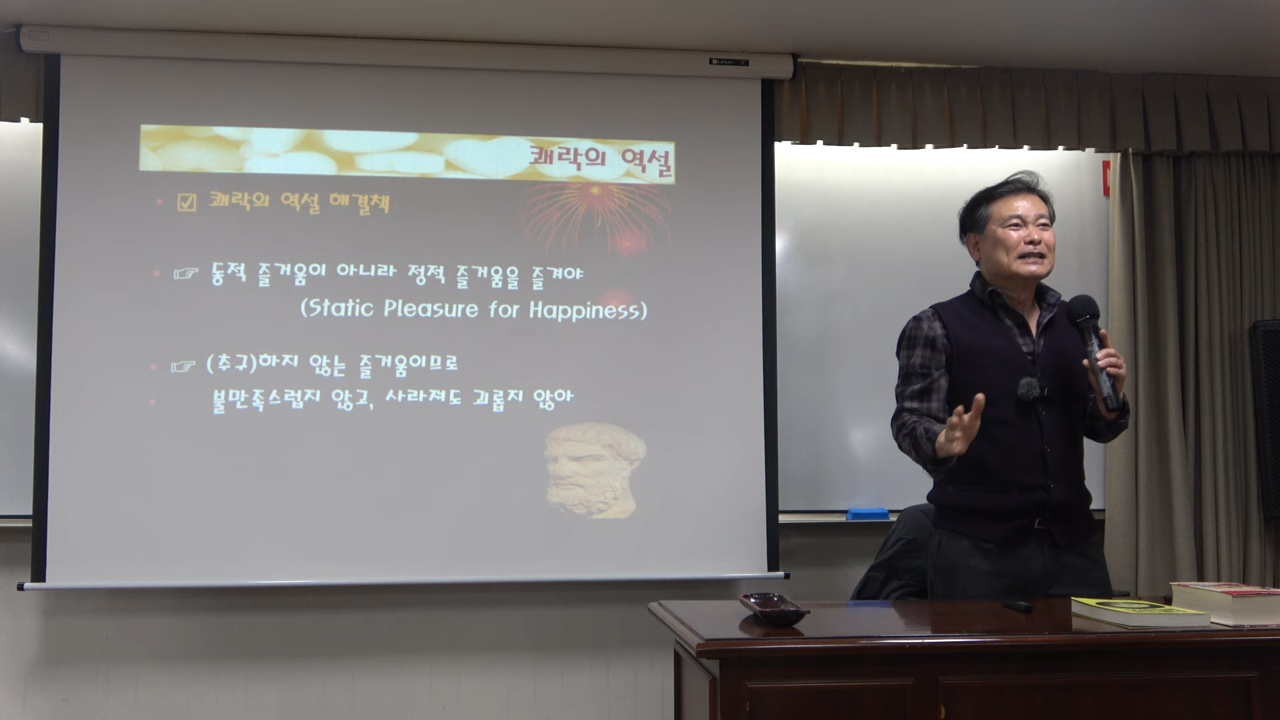 쾌락의 역설
☑ 쾌락의 역설 해결책
☞ 동적 즐거움이 아니라 정적 즐거움을 즐겨야
(Static Pleasure for Happiness)
☞ (추구)하지 않는 즐거움이므로
불만족스럽지 않고, 사라져도 괴롭지 않아